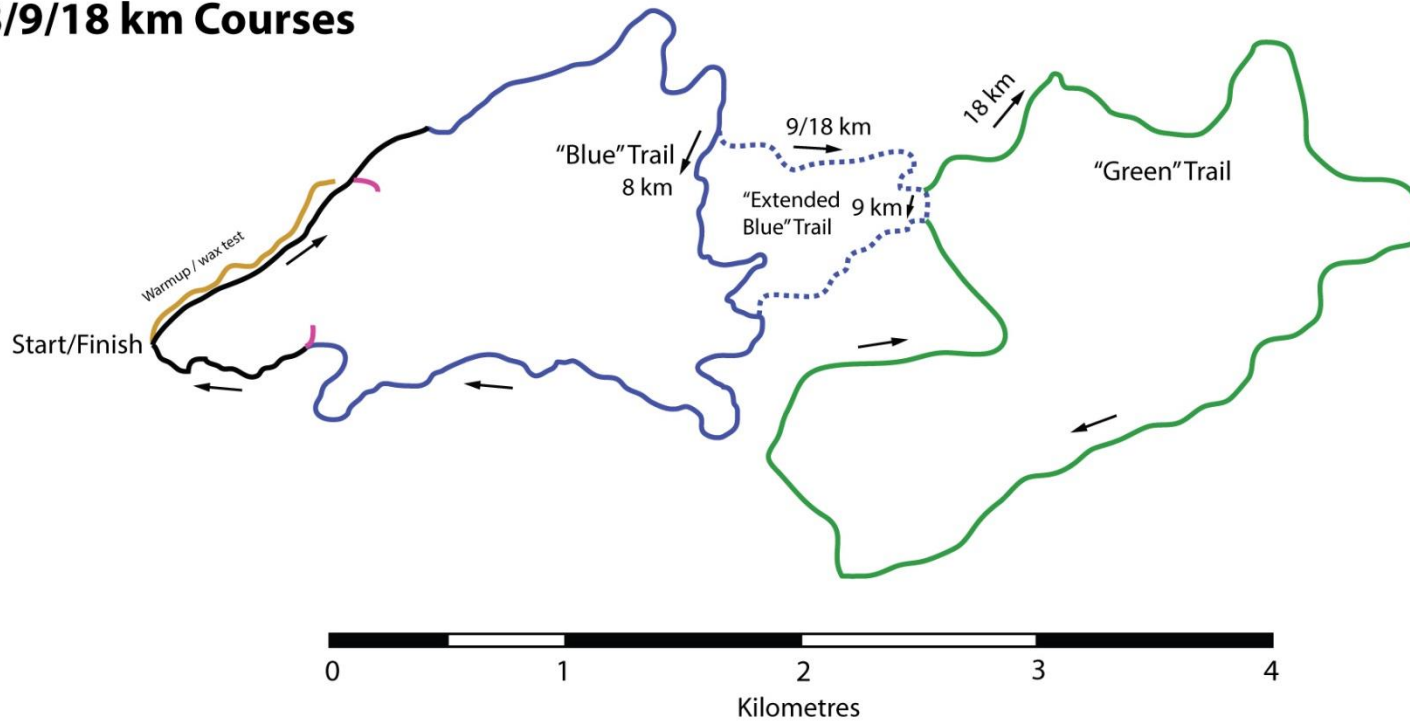 /9/18 km Courses
18 km
9/18 km
"Blue" Trail
8 km
"Green" Trail
"Extended
Blue" Trail
9 km
Warmup / wax test
Start/Finish
0 1 2 3 4
Kilometres